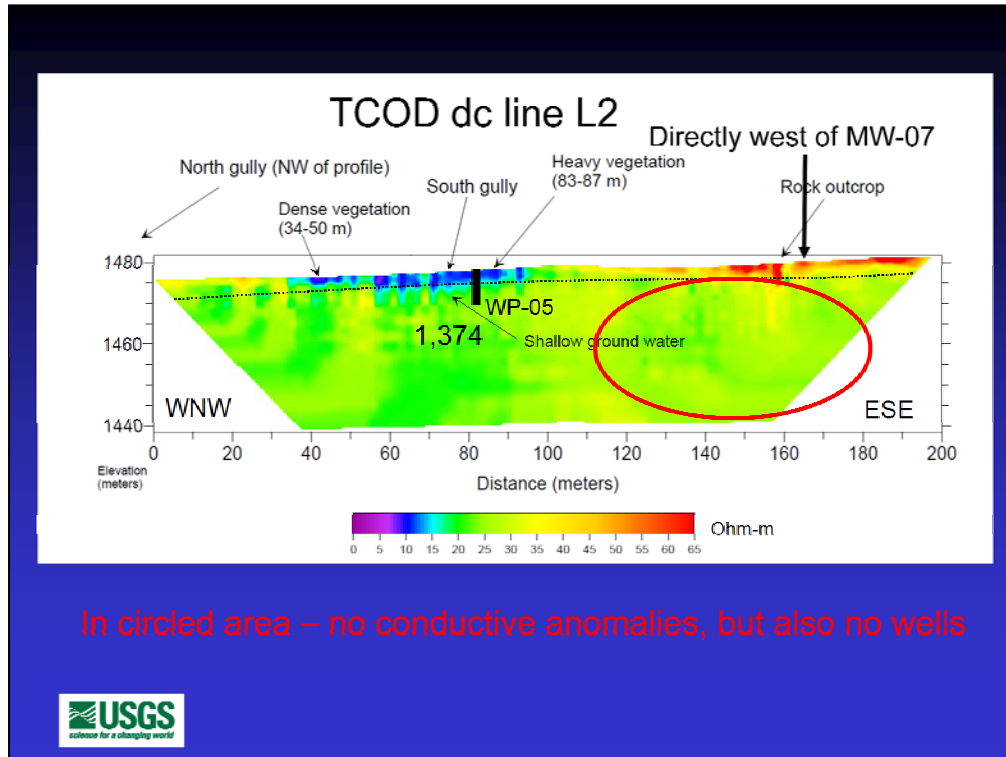 TCOD dc line L2
Directly west of MW-07
North gully (NW of profile)
Heavy vegetation
(83-87 m)
South gully
Rock outcrop
Dense vegetation
(34-50 m)
1480
WP-05
1,374
Shallow ground water
1460
WNW
ESE
1440
0 20 40 60 80 100 120 140 160 180 200
Elevation
(meters)
Distance (meters)
Ohm-m
0 5 10 15 20 25 30 35 40 45 50 55 60 65
In circled area – no conductive anomalies, but also no wells
USGS
science for a changing world